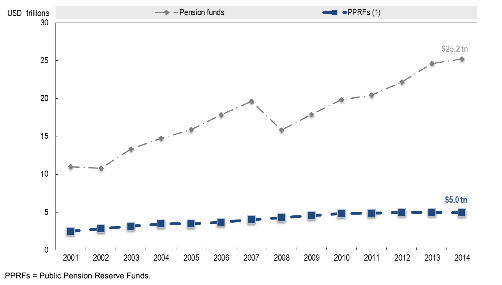 USD trillions
Pension funds
PPRFs (1)
30
25
20
15
10
5
0
$25.2 tn
$5.0 tn
2001 2002 2003 2004 2005 2006 2007 2008 2009 2010 2011 2012 2013 2014
PPRFs = Public Pension Reserve Funds.